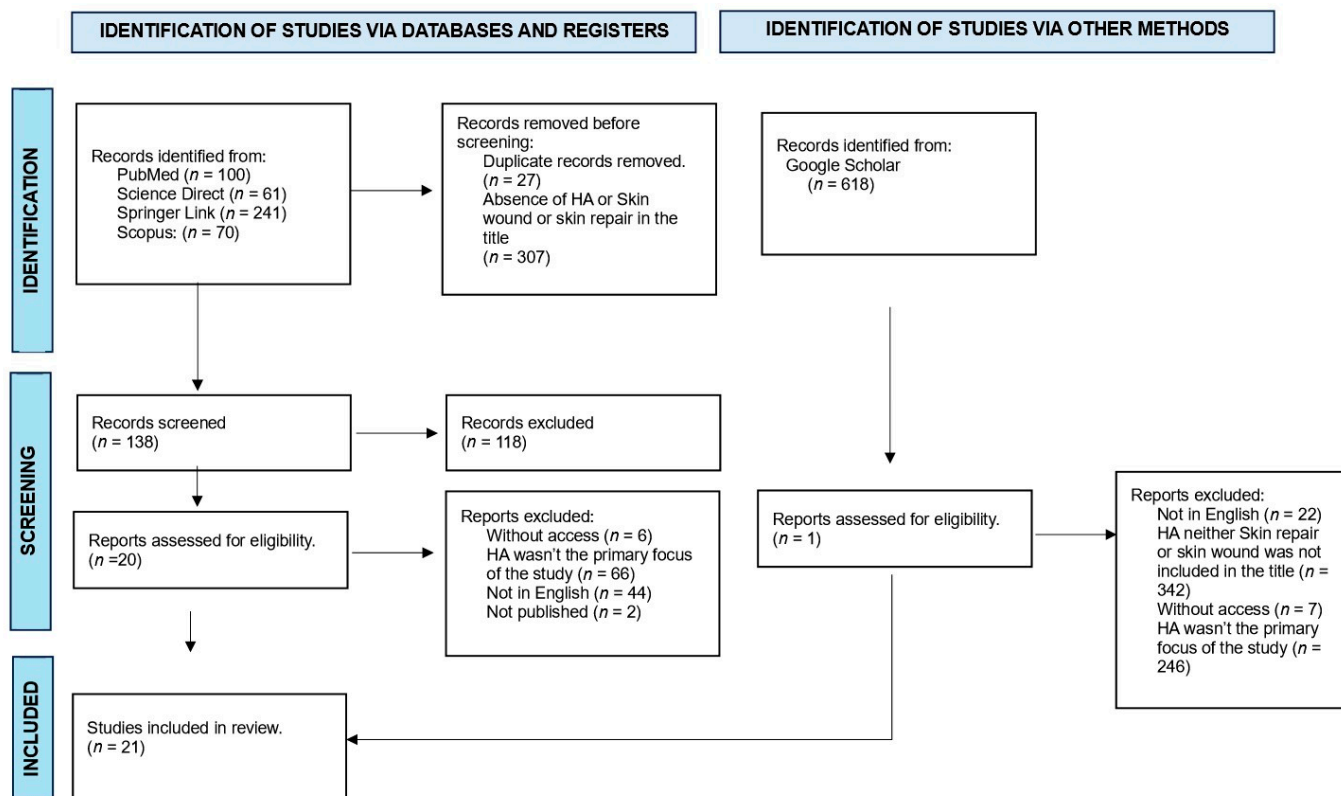 IDENTIFICATION OF STUDIES VIA DATABASES AND REGISTERS
IDENTIFICATION OF STUDIES VIA OTHER METHODS
IDENTIFICATION
Records identified from:
PubMed (n = 100)
Science Direct (n = 61)
Springer Link (n = 241)
Scopus: (n = 70)
Records removed before
screening:
Duplicate records removed.
(n = 27)
Absence of HA or Skin
wound or skin repair in the
title
(n = 307)
Records identified from:
Google Scholar
(n = 618)
SCREENING
Records screened
(n = 138)
Records excluded
(n = 118)
Reports assessed for eligibility.
(n =20)
Reports excluded:
Without access (n = 6)
HA wasn't the primary focus
of the study (n = 66)
Not in English (n = 44)
Not published (n = 2)
Reports assessed for eligibility.
(n = 1)
Reports excluded:
Not in English (n = 22)
HA neither Skin repair
or skin wound was not
included in the title (n =
342)
Without access (n = 7)
HA wasn't the primary
focus of the study (n =
246)
INCLUDED
Studies included in review.
(n = 21)